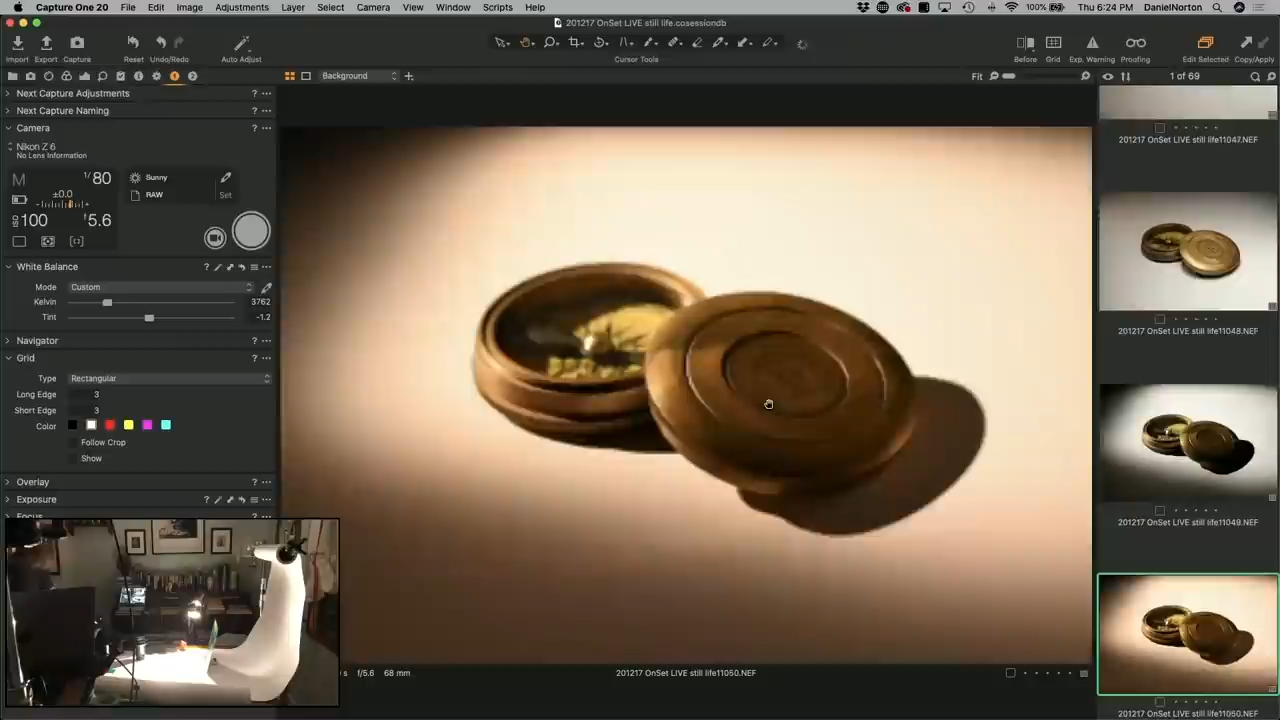 Capture One 20 File Edit Image Adjustments Layer Select Camera View Window Scripts Help 100% Thu 6:24 PM DanielNorton
201217 OnSet LIVE still life.cosessiondb
Import Export Capture Reset Undo/Redo Auto Adjust Cursor Tools Before Grid Exp. Warning Proofing Edit Selected Copy/Apply
Background Fit 1 of 69
Next Capture Adjustments ? ...
Next Capture Naming ? ...
Camera ? ...
Nikon Z 6
No Lens Information
M 1/80 Sunny
±0.0 RAW Set
ISO 100 f5.6
White Balance ? ...
Mode Custom
Kelvin 3762
Tint -1.2
Navigator ? ...
Grid ? ...
Type Rectangular
Long Edge 3
Short Edge 3
Color
Follow Crop
Show
Overlay ? ...
Exposure ? ...
Focus
s f/5.6 68 mm 201217 OnSet LIVE still life11050.NEF
201217 OnSet LIVE still life11047.NEF
201217 OnSet LIVE still life11048.NEF
201217 OnSet LIVE still life11049.NEF
201217 OnSet LIVE still life11050.NEF